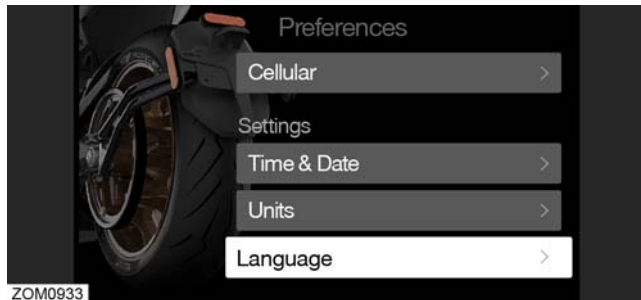 Preferences
Cellular
Settings
Time & Date
Units
Language
ZOM0933